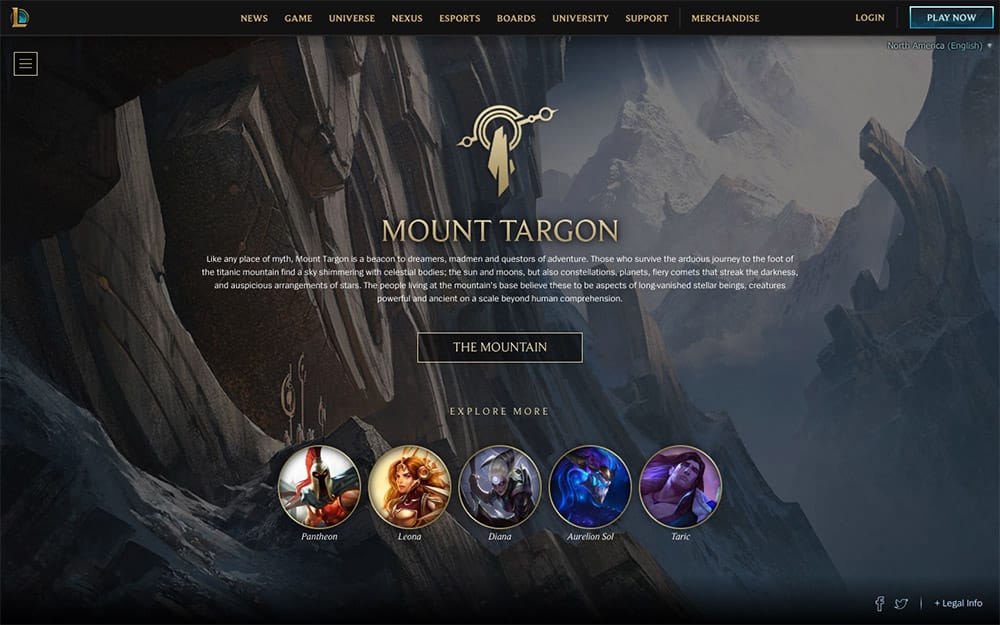 NEWS GAME UNIVERSE NEXUS ESPORTS BOARDS UNIVERSITY SUPPORT MERCHANDISE LOGIN PLAY NOW
North America (English)
MOUNT TARGON
Like any place of myth, Mount Targon is a beacon to dreamers, madmen and questors of adventure. Those who survive the arduous journey to the foot of
the titanic mountain find a sky shimmering with celestial bodies; the sun and moons, but also constellations, planets, fiery comets that streak the darkness,
and auspicious arrangements of stars. The people living at the mountain's base believe these to be aspects of long-vanished stellar beings, creatures
powerful and ancient on a scale beyond human comprehension.
THE MOUNTAIN
EXPLORE MORE
Pantheon Leona Diana Aurelion Sol Taric
+ Legal Info